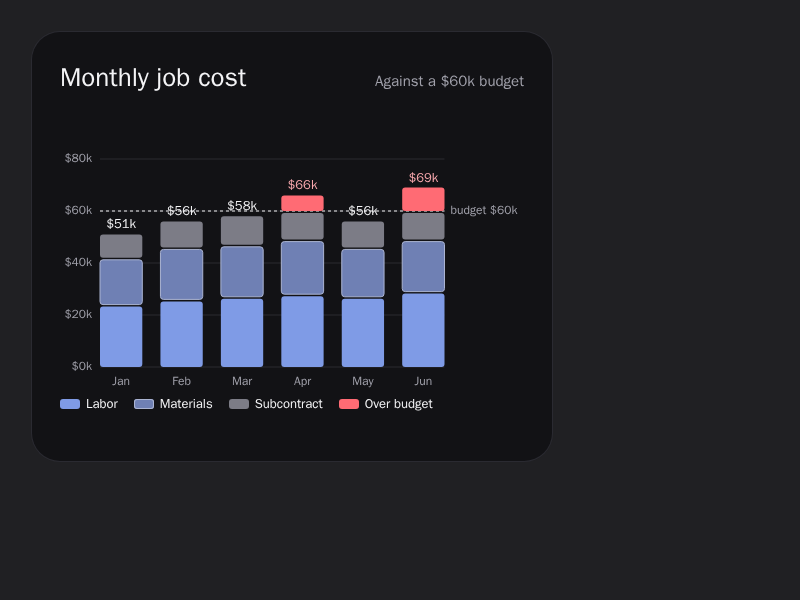 Monthly job cost
Against a $60k budget
$80k
$60k
$40k
$20k
$0k
$51k
$56k
$58k
$66k
$56k
$69k
budget $60k
Jan Feb Mar Apr May Jun
Labor Materials Subcontract Over budget